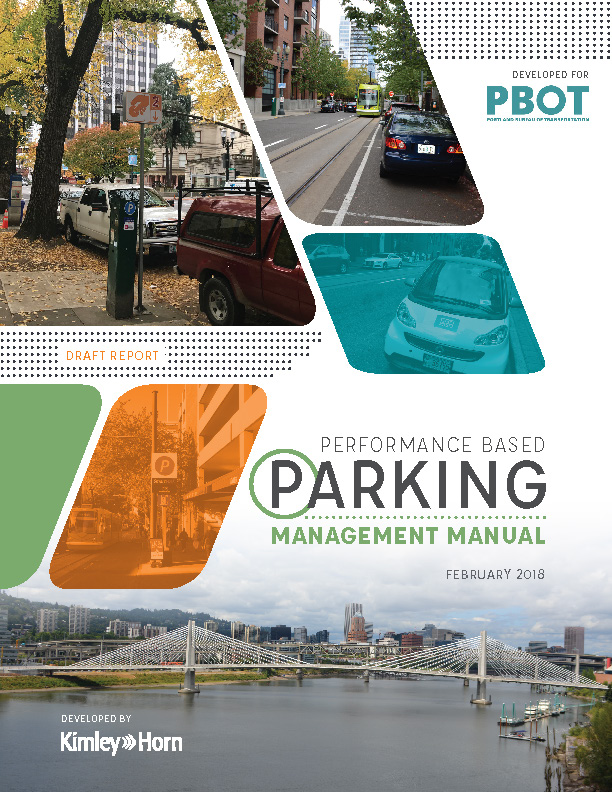 DEVELOPED FOR
PBOT
PORTLAND BUREAU OF TRANSPORTATION
DRAFT REPORT
PERFORMANCE BASED
PARKING
MANAGEMENT MANUAL
FEBRUARY 2018
DEVELOPED BY
Kimley»Horn